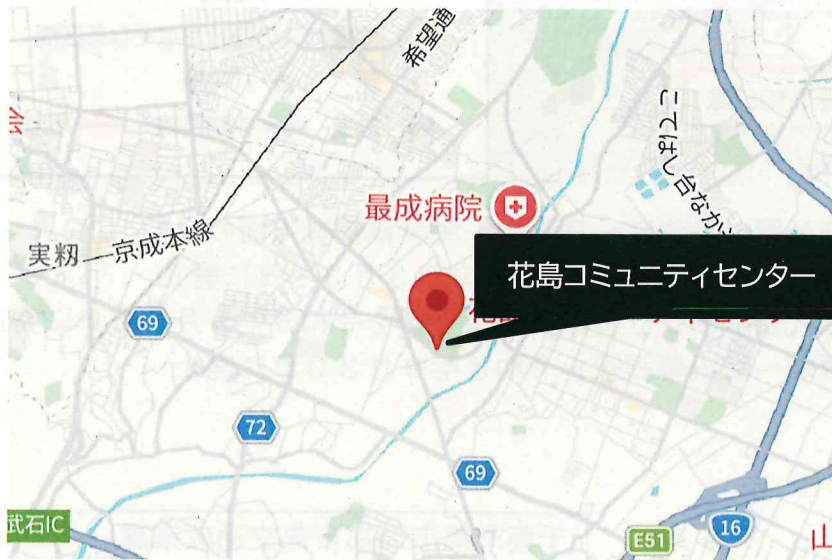 希望通
こてはし台なか
最成病院
花島コミュニティセンター
実籾
京成本線
69
72
69
武石IC
E51
16
山